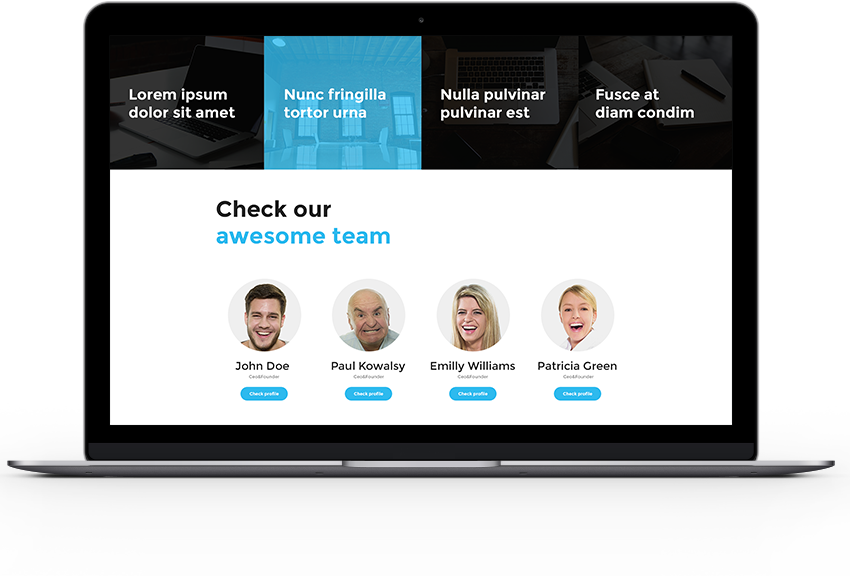 Lorem ipsum
dolor sit amet
Nunc fringilla
tortor urna
Nulla pulvinar
pulvinar est
Fusce at
diam condim
Check our
awesome team
John Doe
Paul Kowalsy
Emilly Williams
Patricia Green
Ceo&Founder
Ceo&Founder
Ceo&Founder
Ceo&Founder
Check profile
Check profile
Check profile
Check profile